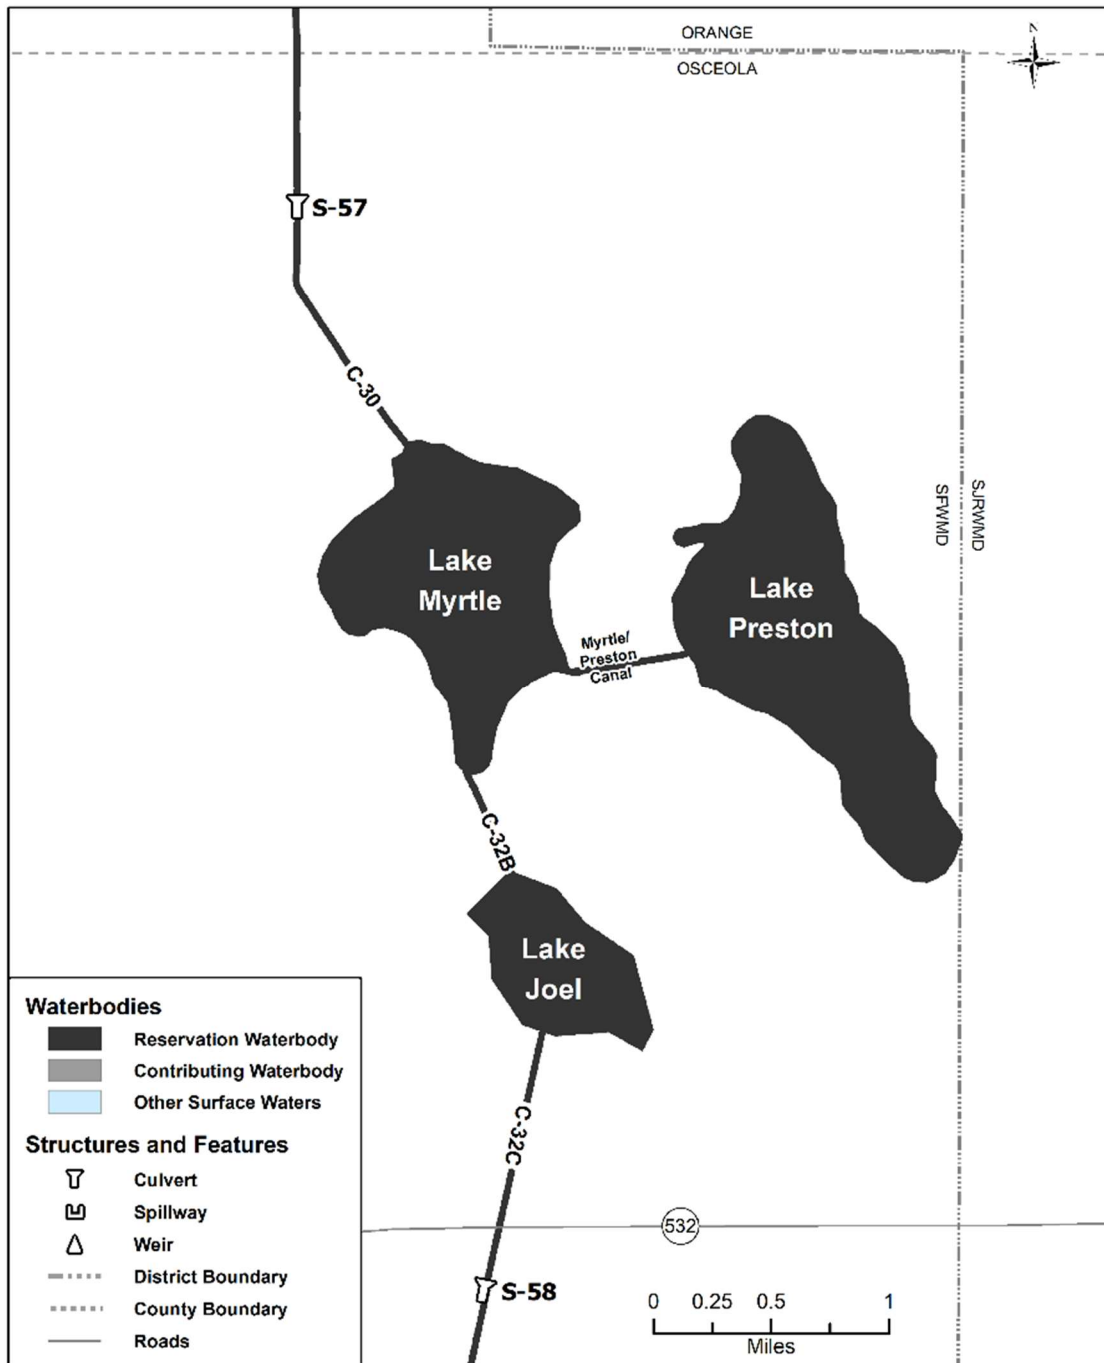 ORANGE
OSCEOLA
N
S-57
C-30
Lake
Myrtle
Lake
Preston
SFWMD
SJRWMD
Myrtle/
Preston
Canal
C-32B
Lake
Joel
C-32C
532
S-58
Waterbodies
Reservation Waterbody
Contributing Waterbody
Other Surface Waters
Structures and Features
Culvert
Spillway
Weir
District Boundary
County Boundary
Roads
0 0.25 0.5 1
Miles